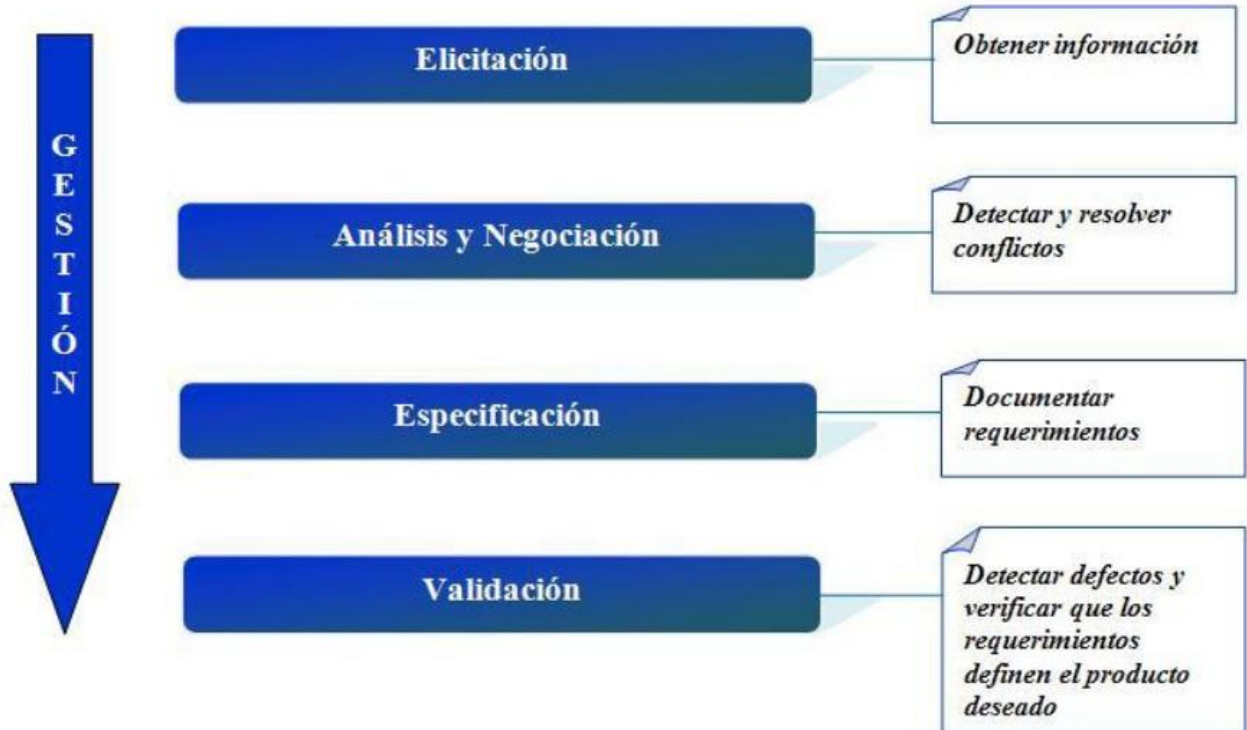 GESTIÓN
Elicitación
Obtener información
Análisis y Negociación
Detectar y resolver
conflictos
Especificación
Documentar
requerimientos
Validación
Detectar defectos y
verificar que los
requerimientos
definen el producto
deseado